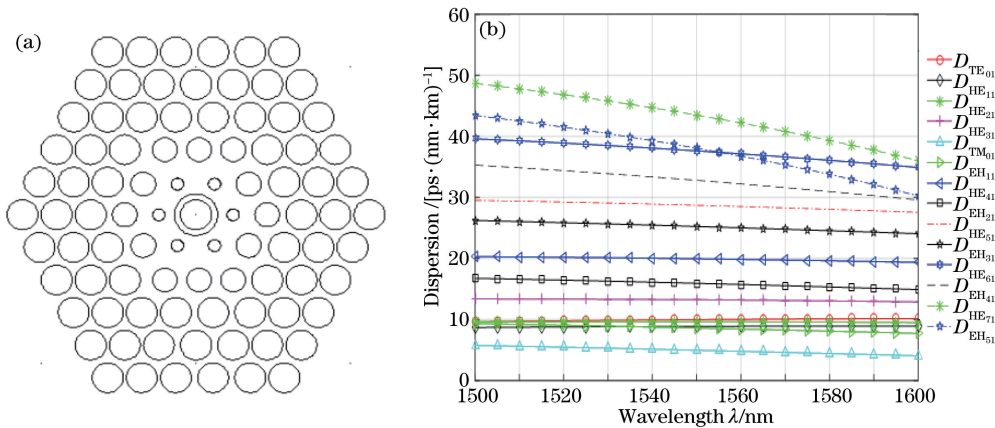 (a)
(b)
Dispersion /[ps· (nm·km)⁻¹
60
50
40
30
20
10
0
1500
1520
1540
1560
1580
1600
Wavelength λ/nm
D_TE₀₁
D_HE₁₁
D_HE₂₁
D_HE₃₁
D_TM₀₁
D_EH₁₁
D_HE₄₁
D_EH₂₁
D_HE₅₁
D_EH₃₁
D_HE₆₁
D_EH₄₁
D_HE₇₁
D_EH₅₁